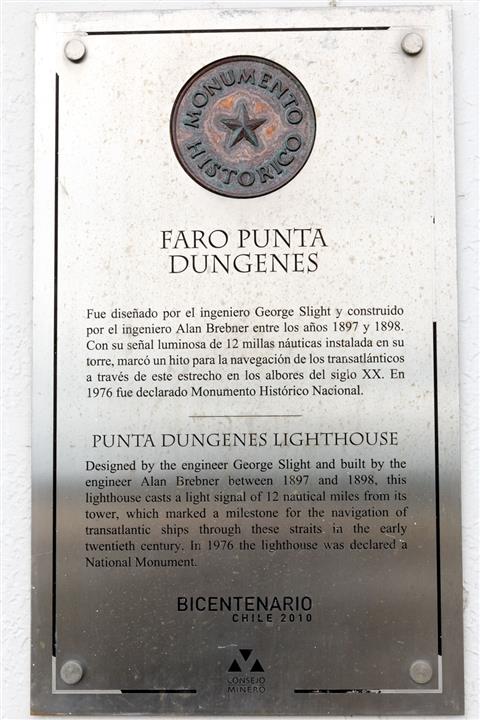 MONUMENTO
HISTORICO
FARO PUNTA
DUNGENES
Fue diseñado por el ingeniero George Slight y construido
por el ingeniero Alan Brebner entre los años 1897 y 1898.
Con su señal luminosa de 12 millas náuticas instalada en su
torre, marcó un hito para la navegación de los transatlánticos
a través de este estrecho en los albores del siglo XX. En
1976 fue declarado Monumento Histórico Nacional.
PUNTA DUNGENES LIGHTHOUSE
Designed by the engineer George Slight and built by the
engineer Alan Brebner between 1897 and 1898, this
lighthouse casts a light signal of 12 nautical miles from its
tower, which marked a milestone for the navigation of
transatlantic ships through these straits in the early
twentieth century. In 1976 the lighthouse was declared a
National Monument.
BICENTENARIO
CHILE 2010
CONSEJO
MINERO